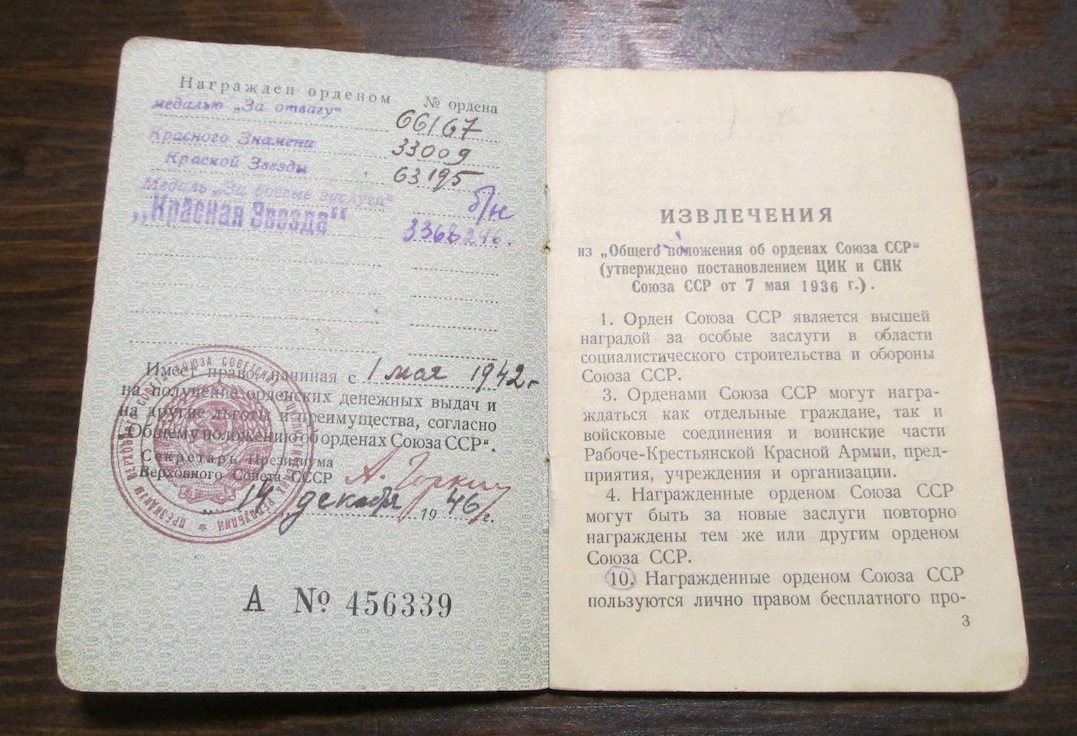 Награжден орденом № ордена
медалью „За отвагу“ 66167
Красного Знамени 33009
Красной Звезды 63195
Медаль „За боевые заслуги“ б/н
„Красная Звезда“ 3368246.
Имеет право, начиная с 1 мая 1942 г
на получение орденских денежных выдач и
на другие льготы и преимущества, согласно
„Общему положению об орденах Союза ССР“.
Секретарь Президиума
Верховного Совета СССР А. Горкин
„14“ декабря 1946 г.
А № 456339
ИЗВЛЕЧЕНИЯ
из „Общего положения об орденах Союза ССР“
(утверждено постановлением ЦИК и СНК
Союза ССР от 7 мая 1936 г.).
1. Орден Союза ССР является высшей
наградой за особые заслуги в области
социалистического строительства и обороны
Союза ССР.
3. Орденами Союза ССР могут награ-
ждаться как отдельные граждане, так и
войсковые соединения и воинские части
Рабоче-Крестьянской Красной Армии, пред-
приятия, учреждения и организации.
4. Награжденные орденом Союза ССР
могут быть за новые заслуги повторно
награждены тем же или другим орденом
Союза ССР.
10. Награжденные орденом Союза ССР
пользуются лично правом бесплатного про-
3